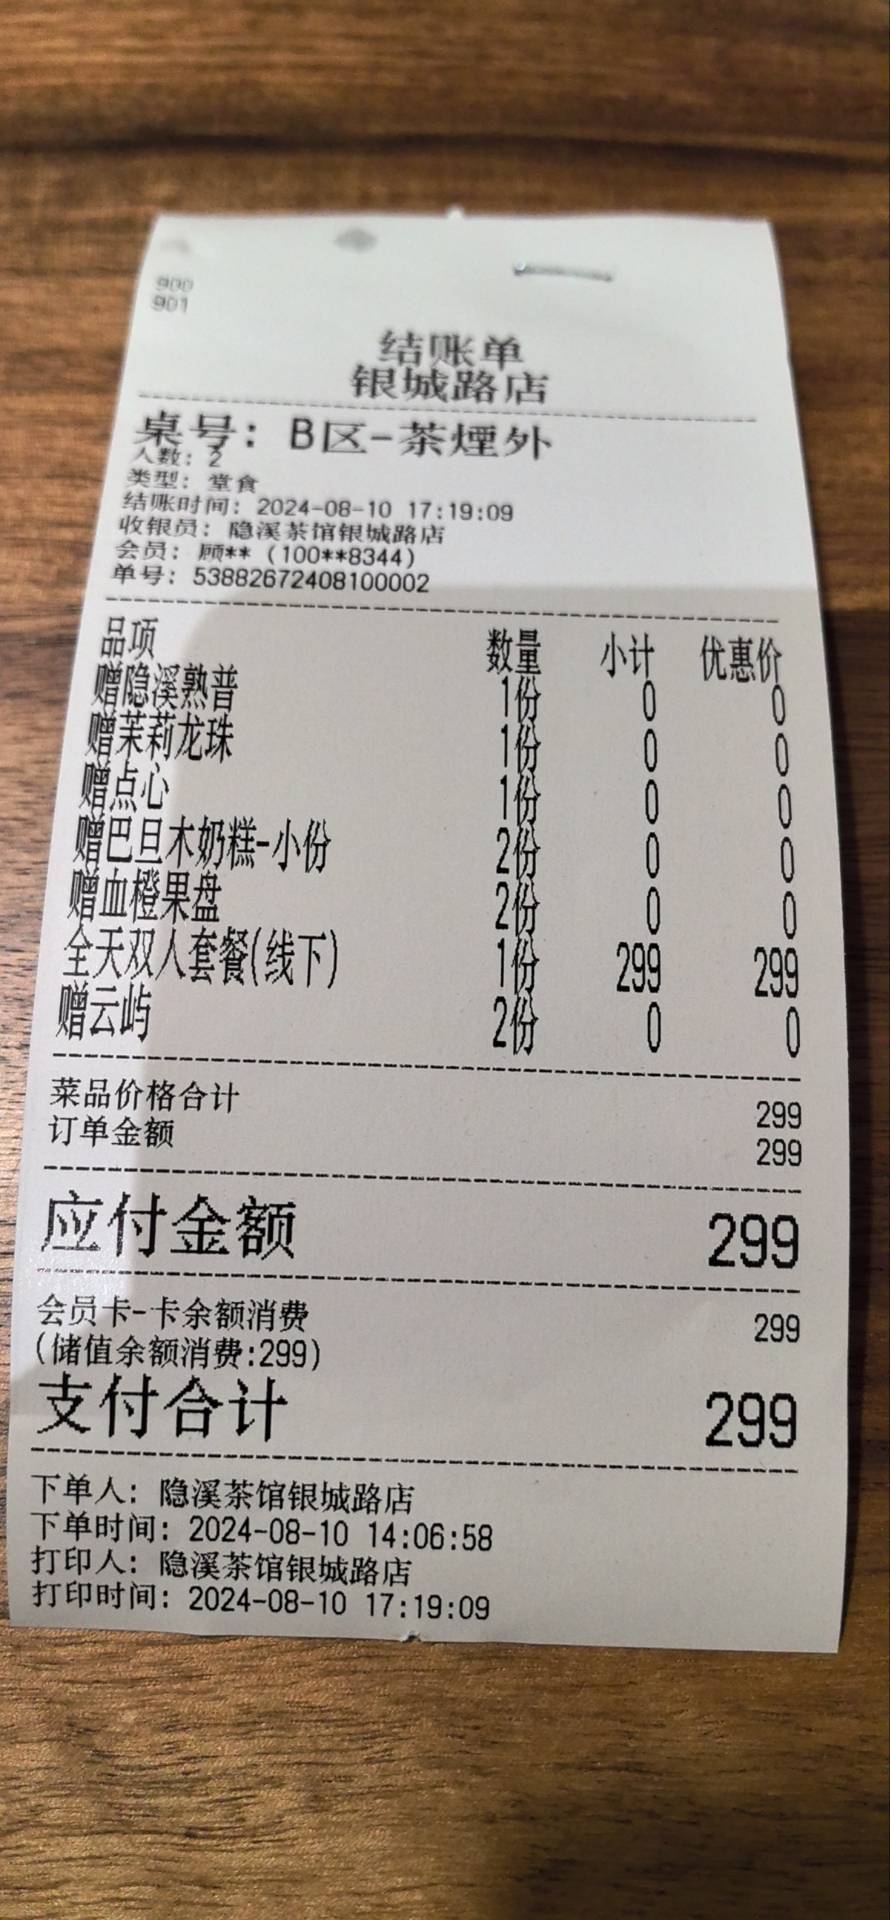 900
901
结账单
银城路店
桌号: B区-茶煙外
人数: 2
类型: 堂食
结账时间: 2024-08-10 17:19:09
收银员: 隐溪茶馆银城路店
会员: 顾** (100**8344)
单号: 53882672408100002
品项 数量 小计 优惠价
赠隐溪熟普 1份 0 0
赠茉莉龙珠 1份 0 0
赠点心 1份 0 0
赠巴旦木奶糕-小份 2份 0 0
赠血橙果盘 2份 0 0
全天双人套餐(线下) 1份 299 299
赠云屿 2份 0 0
菜品价格合计 299
订单金额 299
应付金额 299
会员卡-卡余额消费 299
(储值余额消费:299)
支付合计 299
下单人: 隐溪茶馆银城路店
下单时间: 2024-08-10 14:06:58
打印人: 隐溪茶馆银城路店
打印时间: 2024-08-10 17:19:09